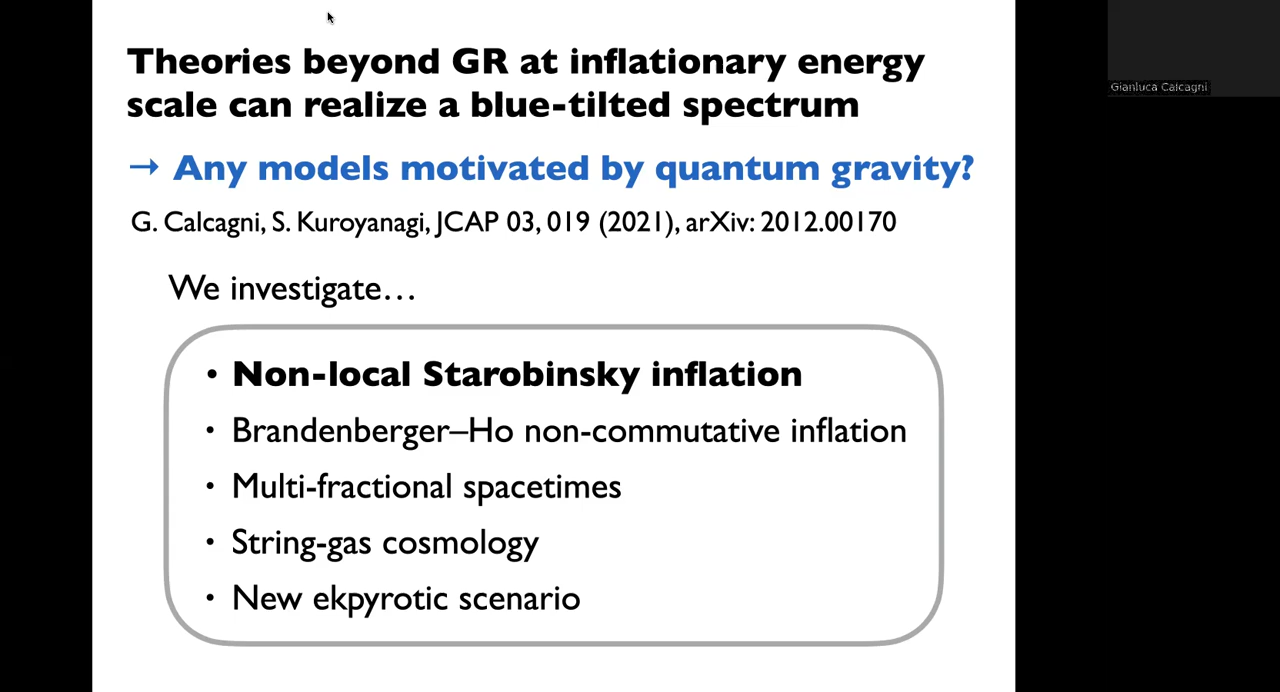 Theories beyond GR at inflationary energy
scale can realize a blue-tilted spectrum
→ Any models motivated by quantum gravity?
G. Calcagni, S. Kuroyanagi, JCAP 03, 019 (2021), arXiv: 2012.00170
We investigate…
• Non-local Starobinsky inflation
• Brandenberger–Ho non-commutative inflation
• Multi-fractional spacetimes
• String-gas cosmology
• New ekpyrotic scenario
Gianluca Calcagni